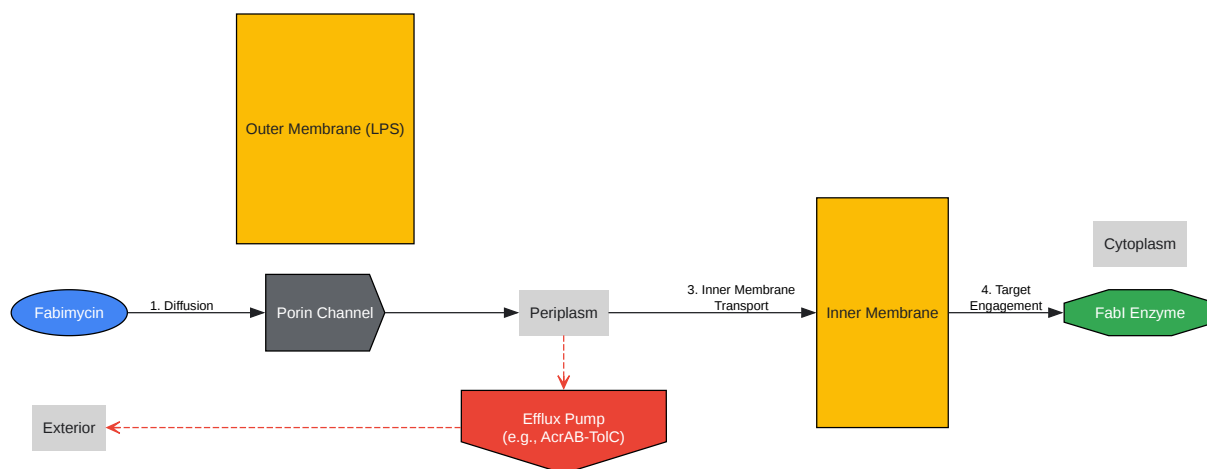 Outer Membrane (LPS)
Fabimycin
1. Diffusion
Porin Channel
Periplasm
3. Inner Membrane
Transport
Inner Membrane
4. Target
Engagement
Cytoplasm
FabI Enzyme
Exterior
Efflux Pump
(e.g., AcrAB-TolC)